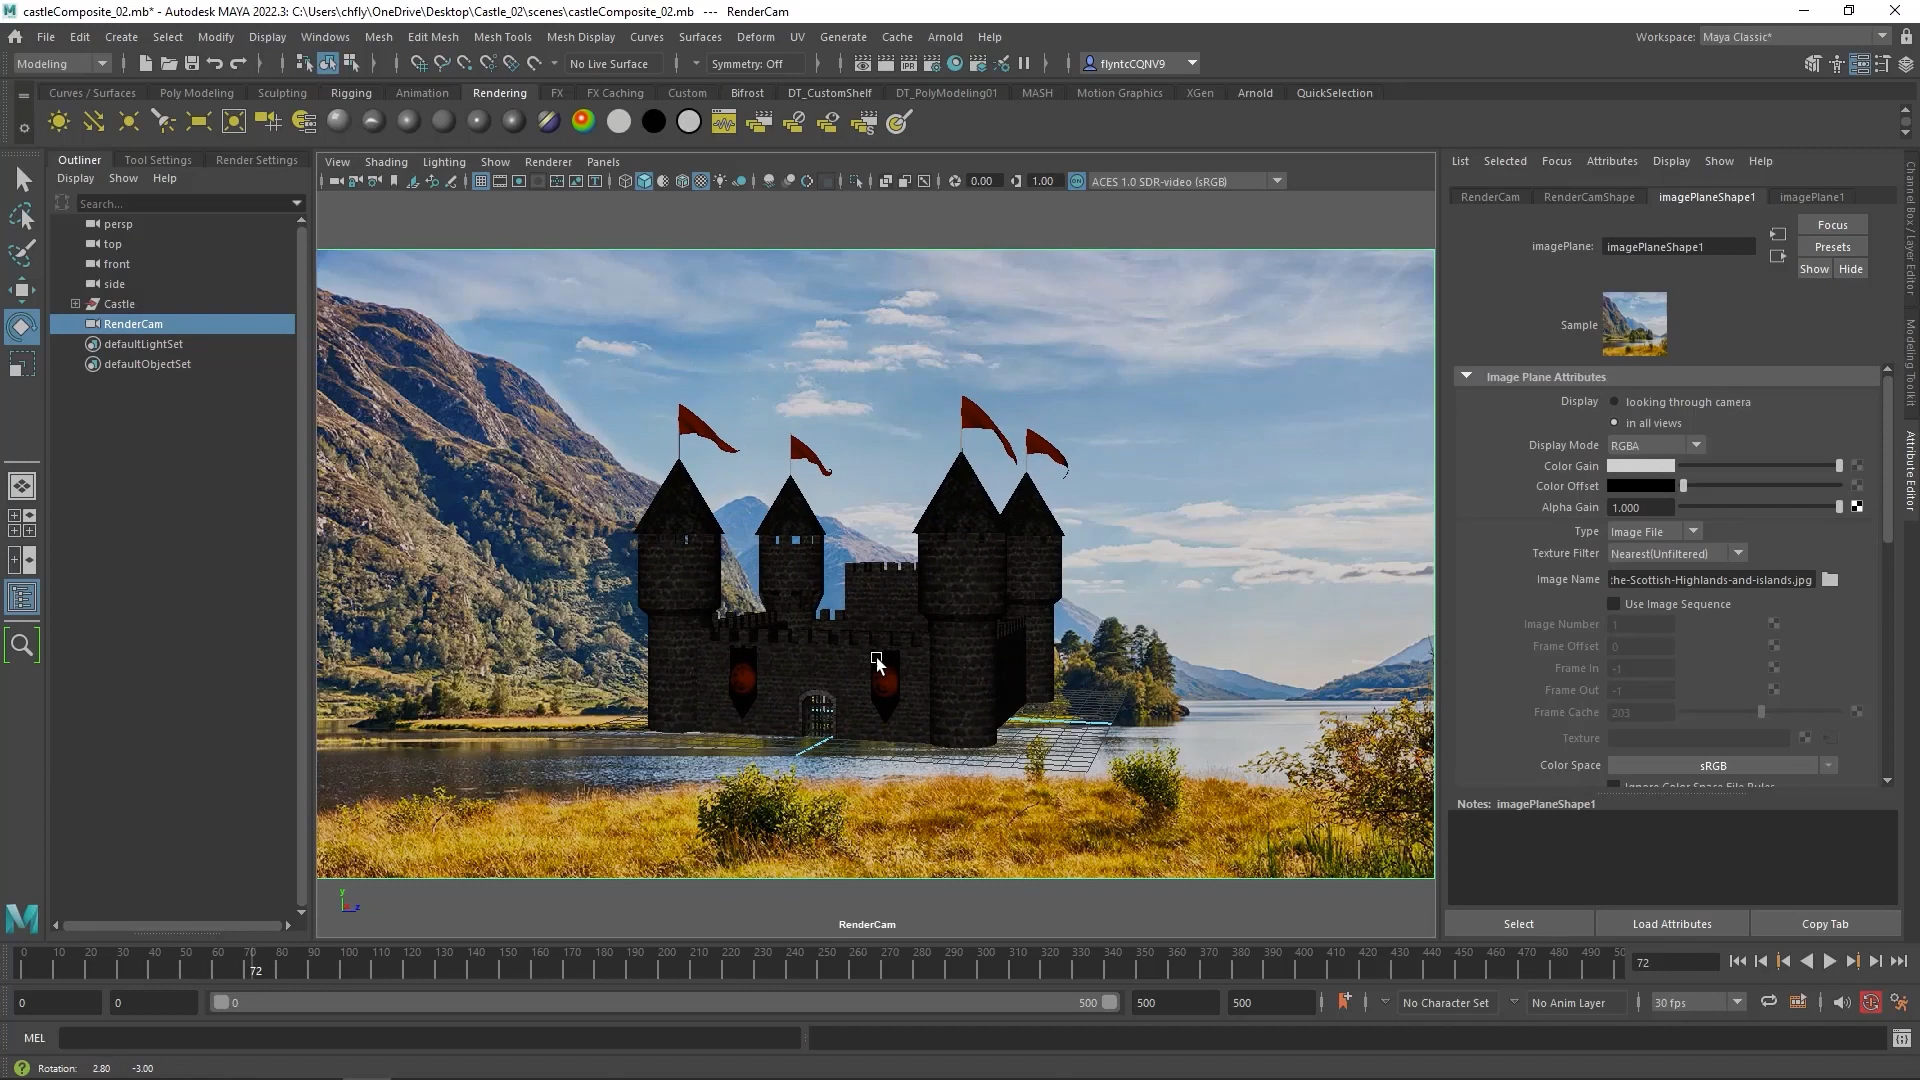 castleComposite_02.mb* - Autodesk MAYA 2022.3: C:\Users\chfly\OneDrive\Desktop\Castle_02\scenes\castleComposite_02.mb --- RenderCam
File Edit Create Select Modify Display Windows Mesh Edit Mesh Mesh Tools Mesh Display Curves Surfaces Deform UV Generate Cache Arnold Help
Workspace: Maya Classic*
Modeling
No Live Surface
Symmetry: Off
flyntcCQNV9
Curves / Surfaces Poly Modeling Sculpting Rigging Animation Rendering FX FX Caching Custom Bifrost DT_CustomShelf DT_PolyModeling01 MASH Motion Graphics XGen Arnold QuickSelection
Outliner Tool Settings Render Settings
Display Show Help
Search...
persp
top
front
side
Castle
RenderCam
defaultLightSet
defaultObjectSet
View Shading Lighting Show Renderer Panels
0.00 1.00 ACES 1.0 SDR-video (sRGB)
RenderCam
List Selected Focus Attributes Display Show Help
RenderCam RenderCamShape imagePlaneShape1 imagePlane1
imagePlane: imagePlaneShape1
Focus
Presets
Show Hide
Sample
Image Plane Attributes
Display looking through camera
in all views
Display Mode RGBA
Color Gain
Color Offset
Alpha Gain 1.000
Type Image File
Texture Filter Nearest(Unfiltered)
Image Name :he-Scottish-Highlands-and-islands.jpg
Use Image Sequence
Image Number 1
Frame Offset 0
Frame In -1
Frame Out -1
Frame Cache 203
Texture
Color Space sRGB
Notes: imagePlaneShape1
Select Load Attributes Copy Tab
Channel Box / Layer Editor
Modeling Toolkit
Attribute Editor
0 10 20 30 40 50 60 70 80 90 100 110 120 130 140 150 160 170 180 190 200 210 220 230 240 250 260 270 280 290 300 310 320 330 340 350 360 370 380 390 400 410 420 430 440 450 460 470 480 490 50
72
72
0 0 0 500 500 500
No Character Set
No Anim Layer
30 fps
MEL
Rotation: 2.80 -3.00